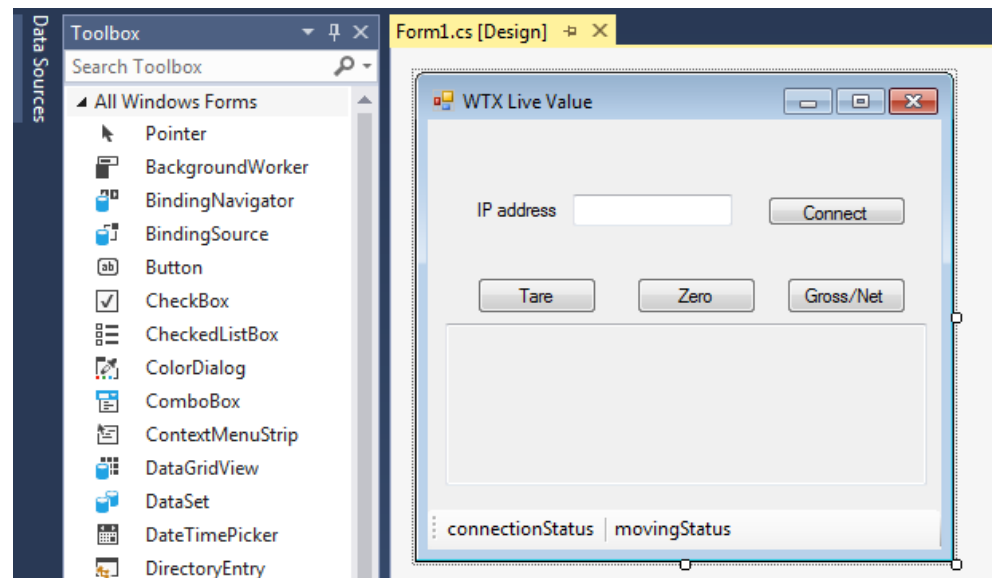 Data Sources
Toolbox
Search Toolbox
All Windows Forms
Pointer
BackgroundWorker
BindingNavigator
BindingSource
Button
CheckBox
CheckedListBox
ColorDialog
ComboBox
ContextMenuStrip
DataGridView
DataSet
DateTimePicker
DirectoryEntry
Form1.cs [Design]
WTX Live Value
IP address Connect
Tare Zero Gross/Net
connectionStatus movingStatus